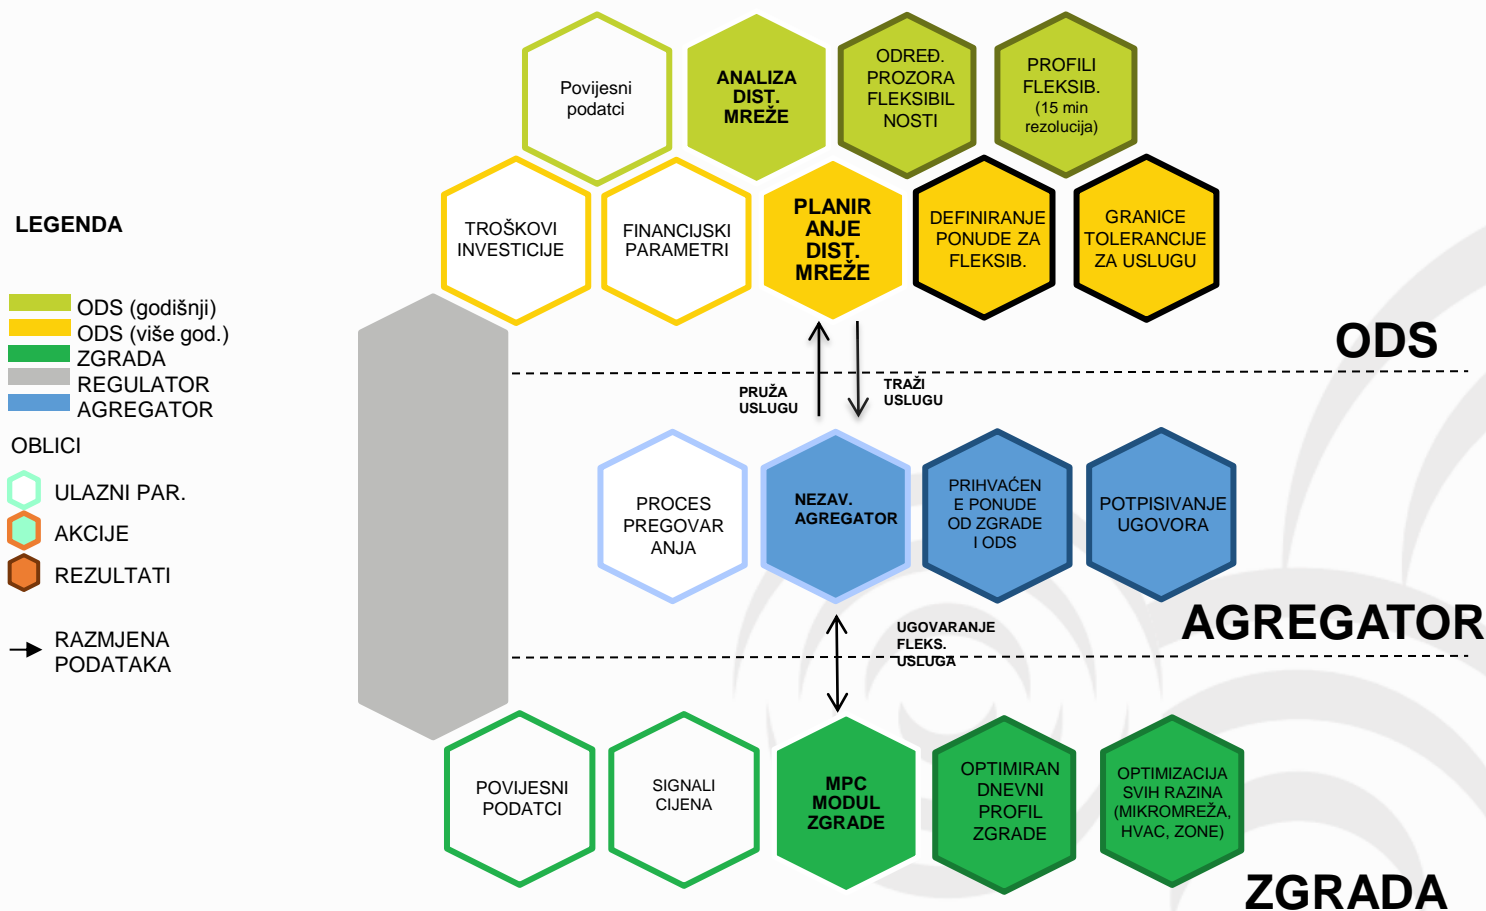 Povijesni
podatci
ANALIZA
DIST.
MREŽE
ODREĐ.
PROZORA
FLEKSIBIL
NOSTI
PROFILI
FLEKSIB.
(15 min
rezolucija)
TROŠKOVI
INVESTICIJE
FINANCIJSKI
PARAMETRI
PLANIR
ANJE
DIST.
MREŽE
DEFINIRANJE
PONUDE ZA
FLEKSIB.
GRANICE
TOLERANCIJE
ZA USLUGU
LEGENDA
ODS (godišnji)
ODS (više god.)
ZGRADA
REGULATOR
AGREGATOR
OBLICI
ULAZNI PAR.
AKCIJE
REZULTATI
RAZMJENA
PODATAKA
ODS
PRUŽA
USLUGU
TRAŽI
USLUGU
PROCES
PREGOVAR
ANJA
NEZAV.
AGREGATOR
PRIHVAĆEN
E PONUDE
OD ZGRADE
I ODS
POTPISIVANJE
UGOVORA
AGREGATOR
UGOVARANJE
FLEKS.
USLUGA
POVIJESNI
PODATCI
SIGNALI
CIJENA
MPC
MODUL
ZGRADE
OPTIMIRAN
DNEVNI
PROFIL
ZGRADE
OPTIMIZACIJA
SVIH RAZINA
(MIKROMREŽA,
HVAC, ZONE)
ZGRADA